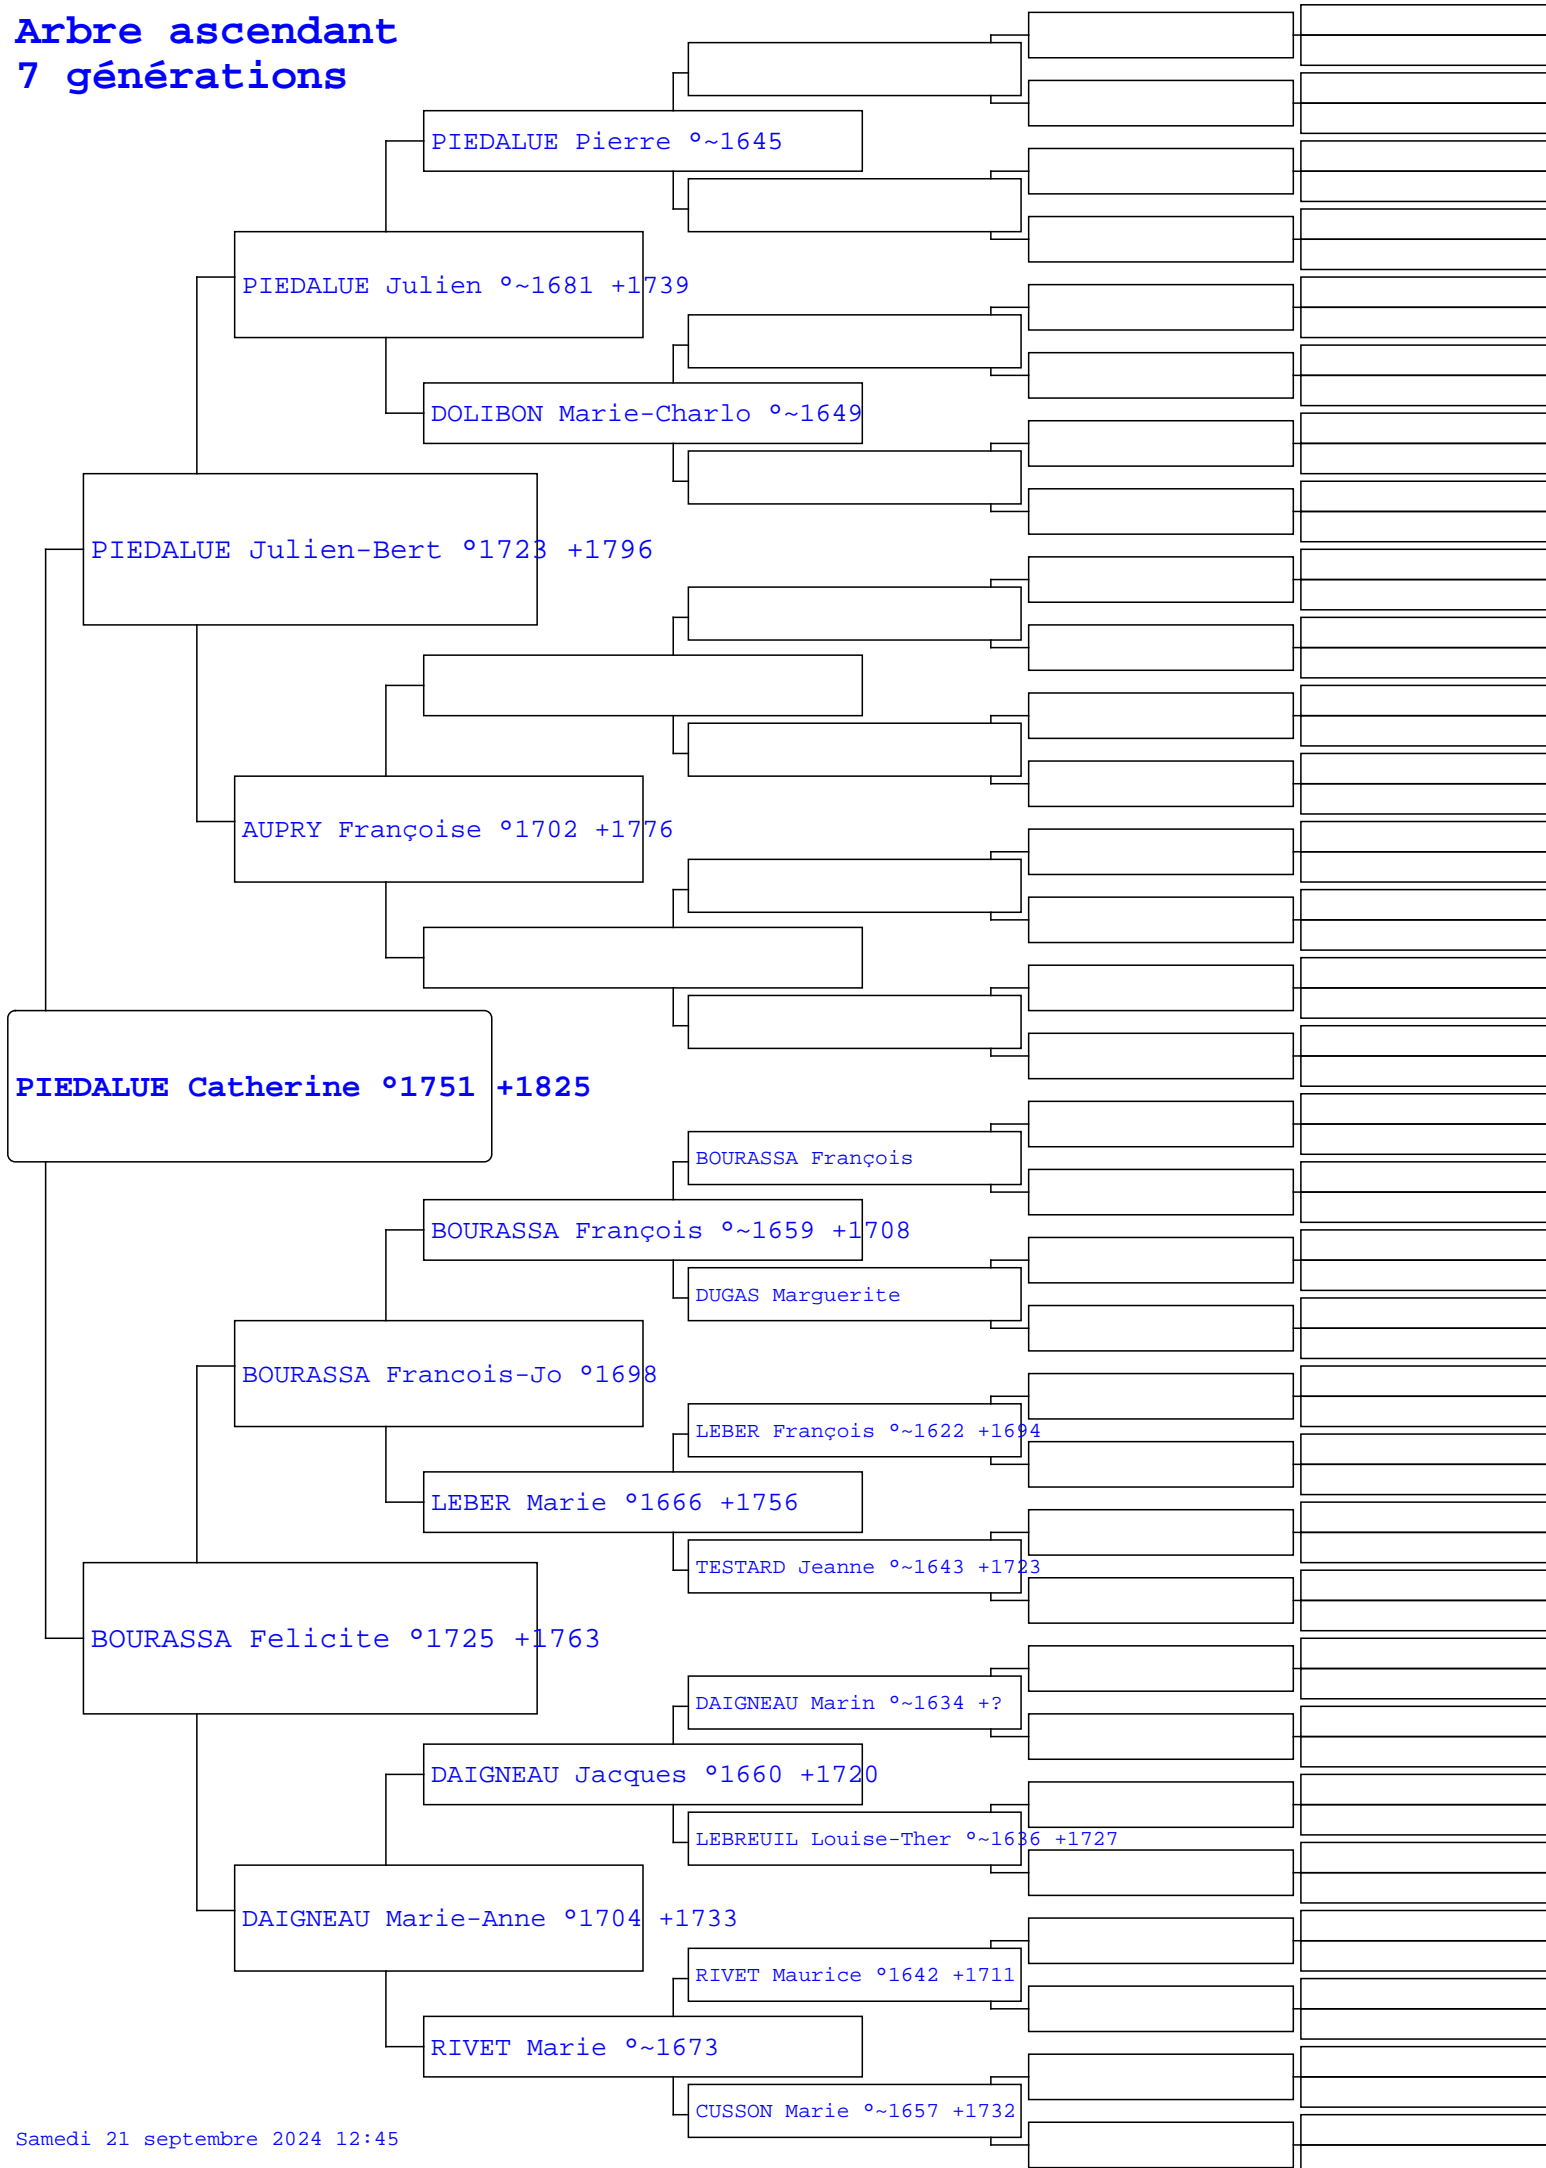 Arbre ascendant
7 générations
PIEDALUE Pierre °~1645
PIEDALUE Julien °~1681 +1739
DOLIBON Marie-Charlo °~1649
PIEDALUE Julien-Bert °1723 +1796
AUPRY Françoise °1702 +1776
PIEDALUE Catherine °1751 +1825
BOURASSA François
BOURASSA François °~1659 +1708
DUGAS Marguerite
BOURASSA Francois-Jo °1698
LEBER François °~1622 +1694
LEBER Marie °1666 +1756
TESTARD Jeanne °~1643 +1723
BOURASSA Felicite °1725 +1763
DAIGNEAU Marin °~1634 +?
DAIGNEAU Jacques °1660 +1720
LEBREUIL Louise-Ther °~1636 +1727
DAIGNEAU Marie-Anne °1704 +1733
RIVET Maurice °1642 +1711
RIVET Marie °~1673
CUSSON Marie °~1657 +1732
Samedi 21 septembre 2024 12:45